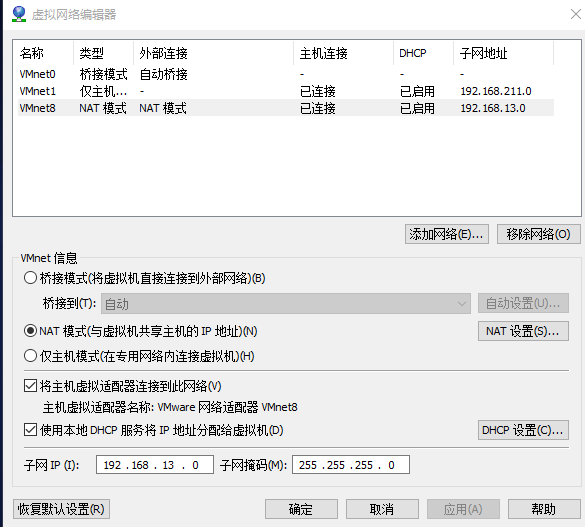 虚拟网络编辑器
名称 类型 外部连接 主机连接 DHCP 子网地址
VMnet0 桥接模式 自动桥接 - - -
VMnet1 仅主机... - 已连接 已启用 192.168.211.0
VMnet8 NAT 模式 NAT 模式 已连接 已启用 192.168.13.0
添加网络(E)... 移除网络(O)
VMnet 信息
桥接模式(将虚拟机直接连接到外部网络)(B)
桥接到(T): 自动 自动设置(U)...
NAT 模式(与虚拟机共享主机的 IP 地址)(N) NAT 设置(S)...
仅主机模式(在专用网络内连接虚拟机)(H)
将主机虚拟适配器连接到此网络(V)
主机虚拟适配器名称: VMware 网络适配器 VMnet8
使用本地 DHCP 服务将 IP 地址分配给虚拟机(D) DHCP 设置(C)...
子网 IP (I): 192 . 168 . 13 . 0 子网掩码(M): 255 . 255 . 255 . 0
恢复默认设置(R) 确定 取消 应用(A) 帮助